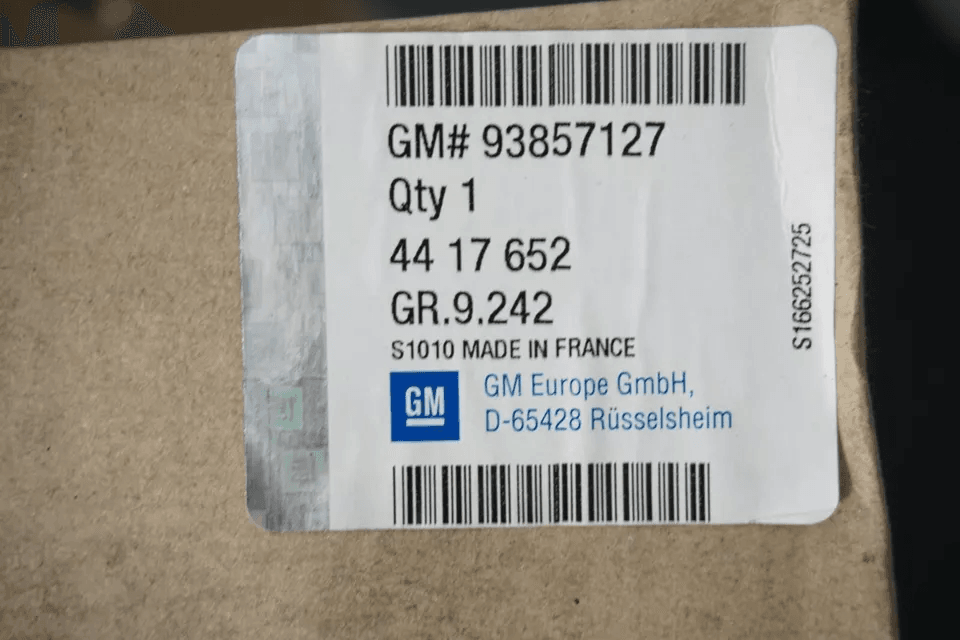 GM# 93857127
Qty 1
44 17 652
GR.9.242
S1010 MADE IN FRANCE
GM
GM Europe GmbH,
D-65428 Rüsselsheim
S166252725